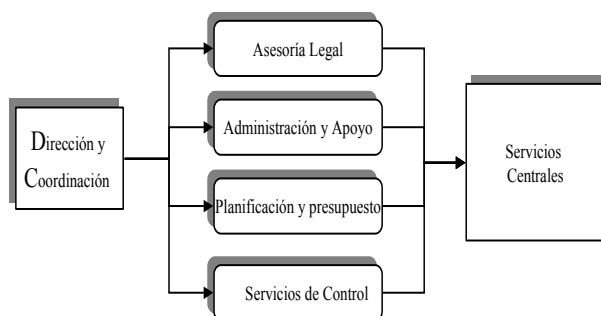 Asesoría Legal
Dirección y
Coordinación
Administración y Apoyo
Planificación y presupuesto
Servicios de Control
Servicios
Centrales